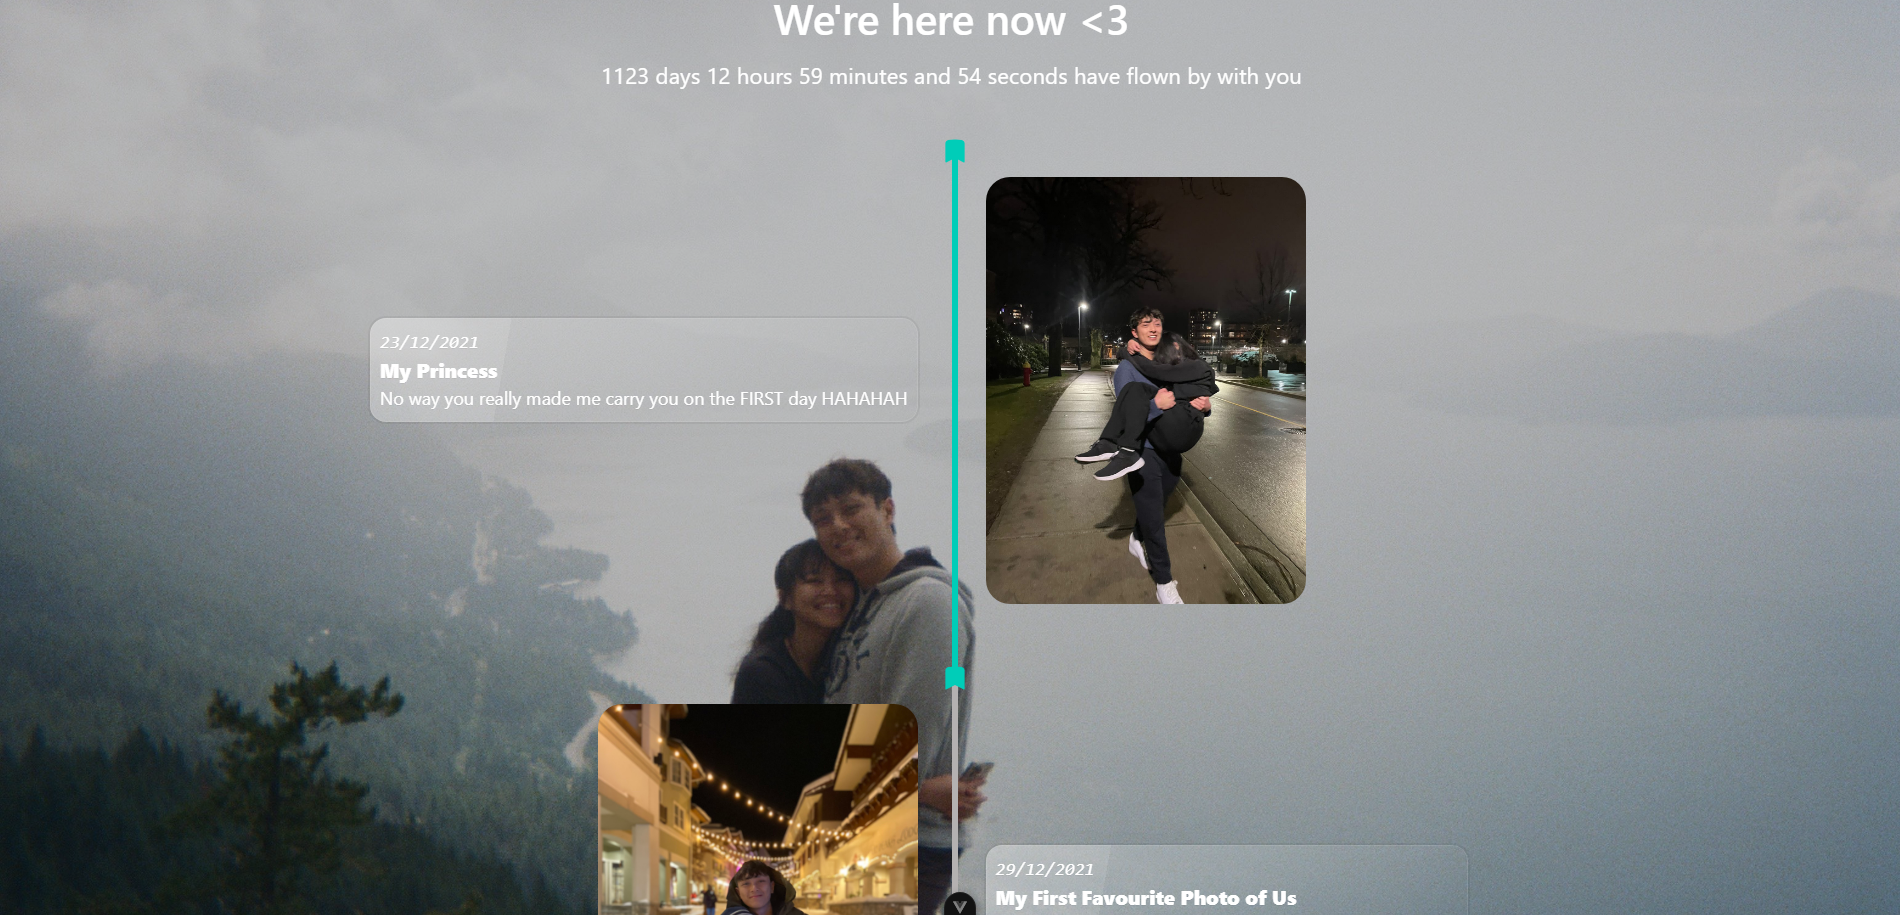 We're here now <3
1123 days 12 hours 59 minutes and 54 seconds have flown by with you
23/12/2021
My Princess
No way you really made me carry you on the FIRST day HAHAHAH
29/12/2021
My First Favourite Photo of Us